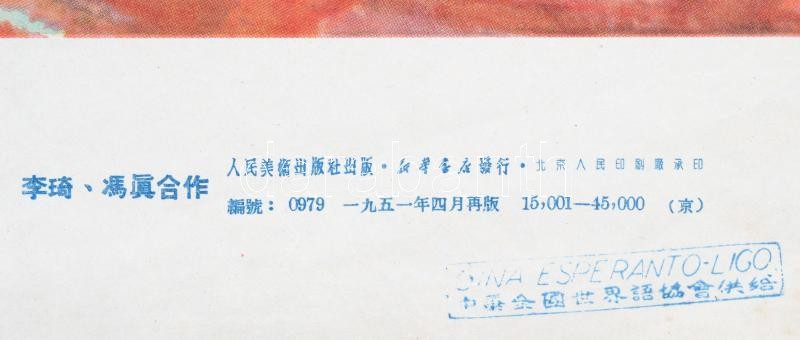 李琦、馮眞合作
人民美術出版社出版・新華書店發行・北京人民印刷廠承印
編號：0979 一九五一年四月再版 15,001—45,000 （京）
SINA ESPERANTO-LIGO
中華全國世界語協會供給